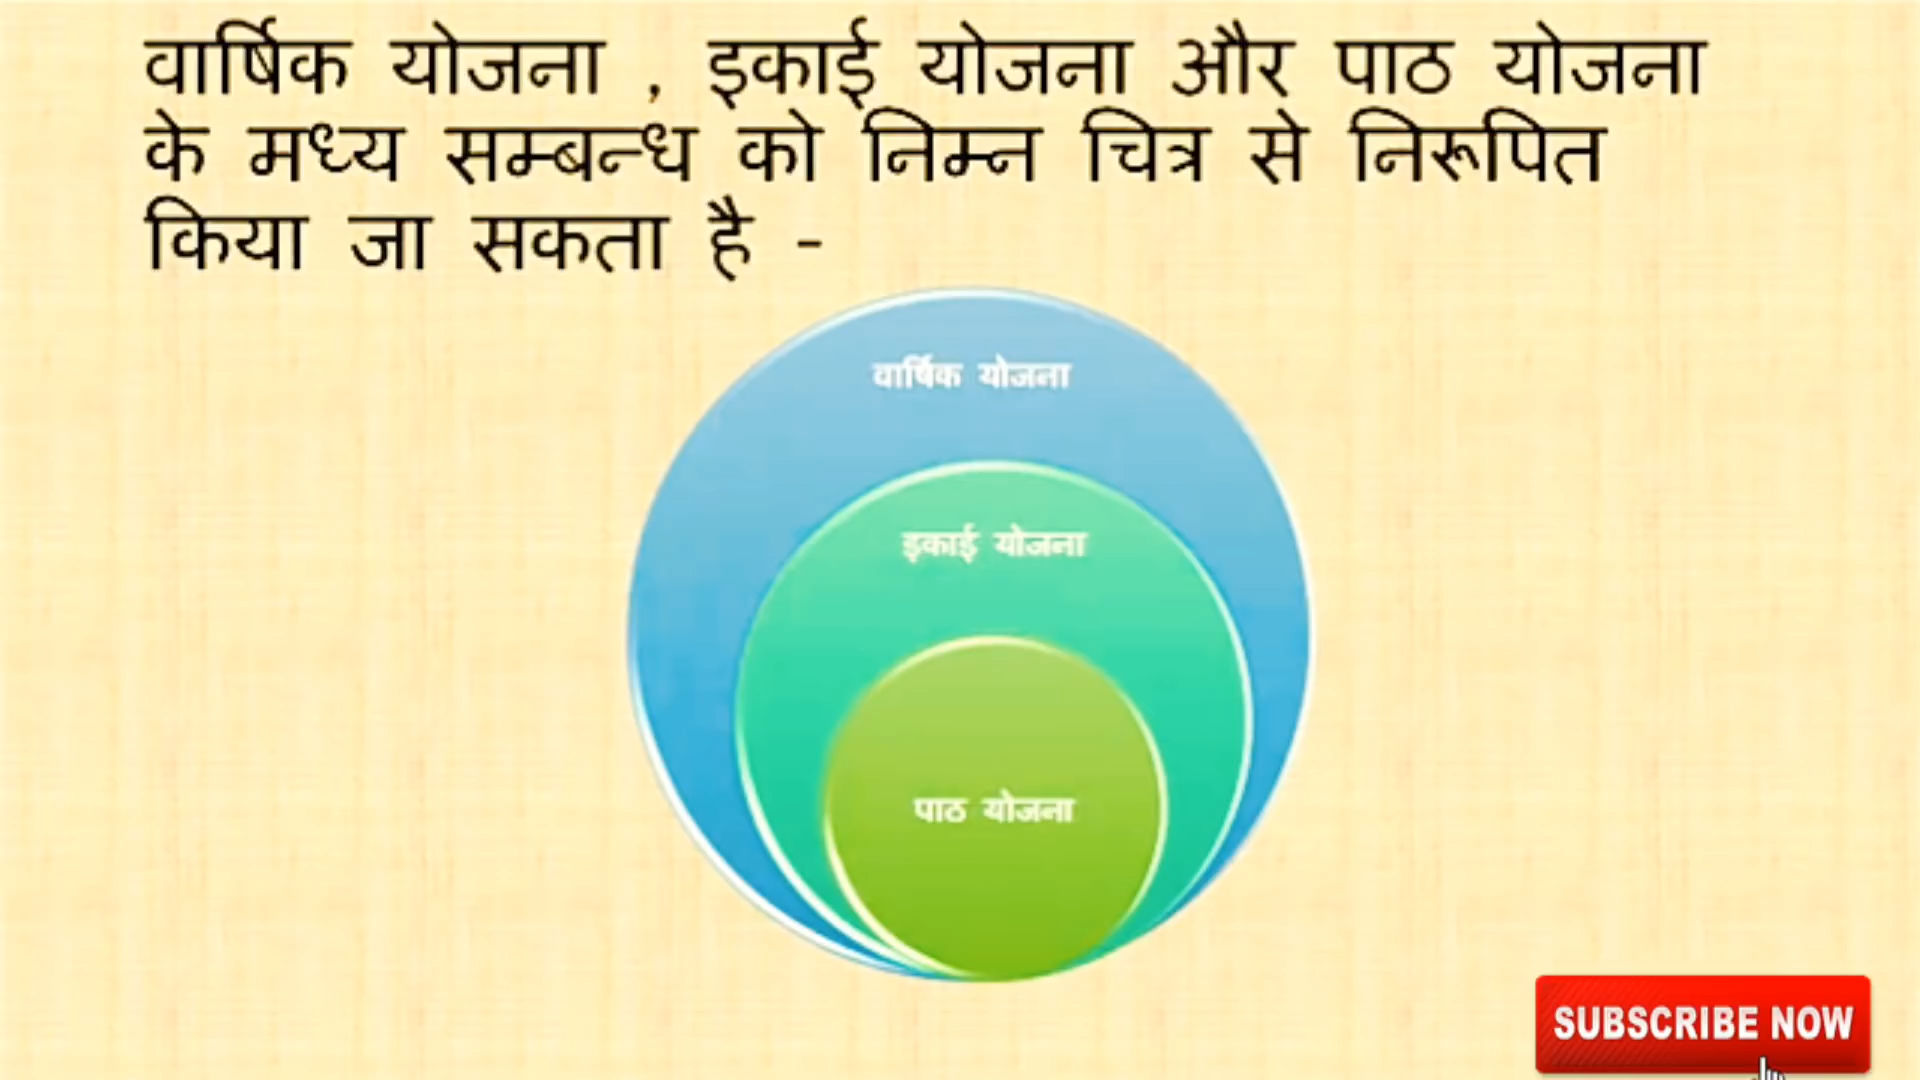 वार्षिक योजना , इकाई योजना और पाठ योजना
के मध्य सम्बन्ध को निम्न चित्र से निरूपित
किया जा सकता है -
वार्षिक योजना
इकाई योजना
पाठ योजना
SUBSCRIBE NOW